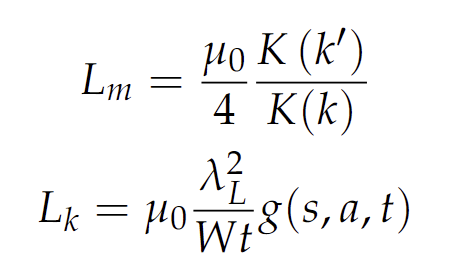 L_m = \frac{\mu_0}{4} \frac{K(k')}{K(k)}
L_k = \mu_0 \frac{\lambda_L^2}{Wt} g(s, a, t)